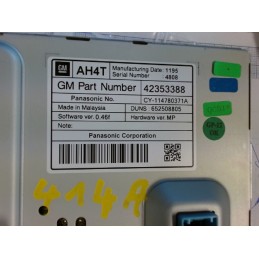 GM
AH4T
Manufacturing Date: 1195
Serial Number 4808
GM Part Number 42353388
Panasonic No. CY-114780371A
Made in Malaysia DUNS 652508805
Software ver. 0.46f Hardware ver. MP
Note:
Panasonic Corporation
414A